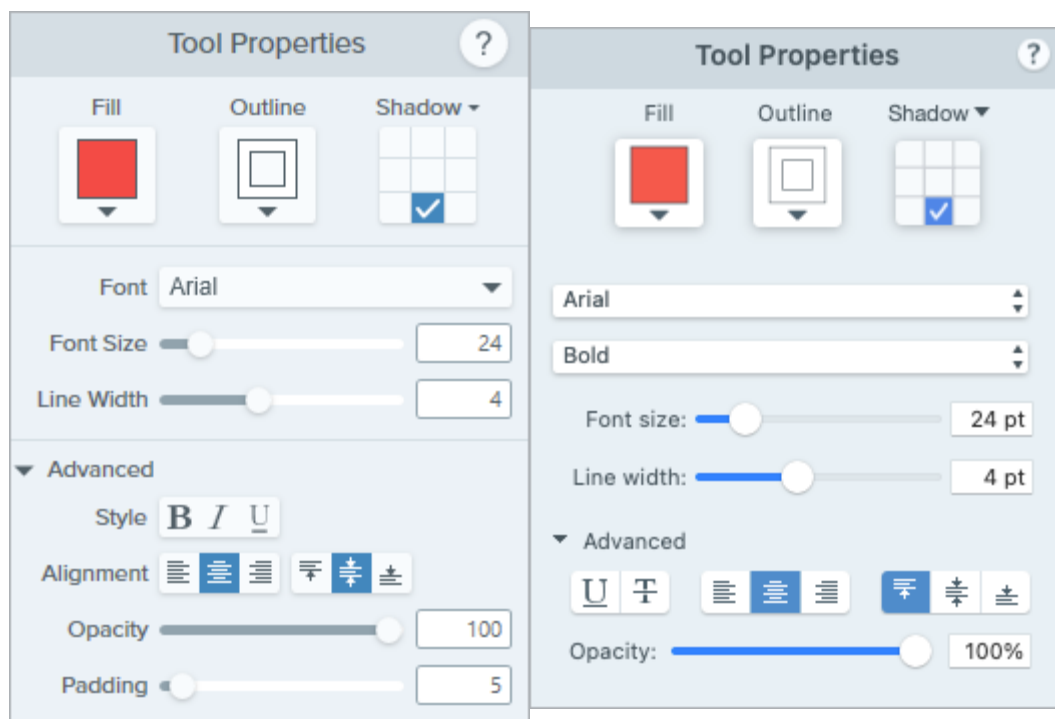 Tool Properties ?
Fill Outline Shadow
Font Arial
Font Size 24
Line Width 4
Advanced
Style B I U
Alignment
Opacity 100
Padding 5
Tool Properties ?
Fill Outline Shadow
Arial
Bold
Font size: 24 pt
Line width: 4 pt
Advanced
U T
Opacity: 100%